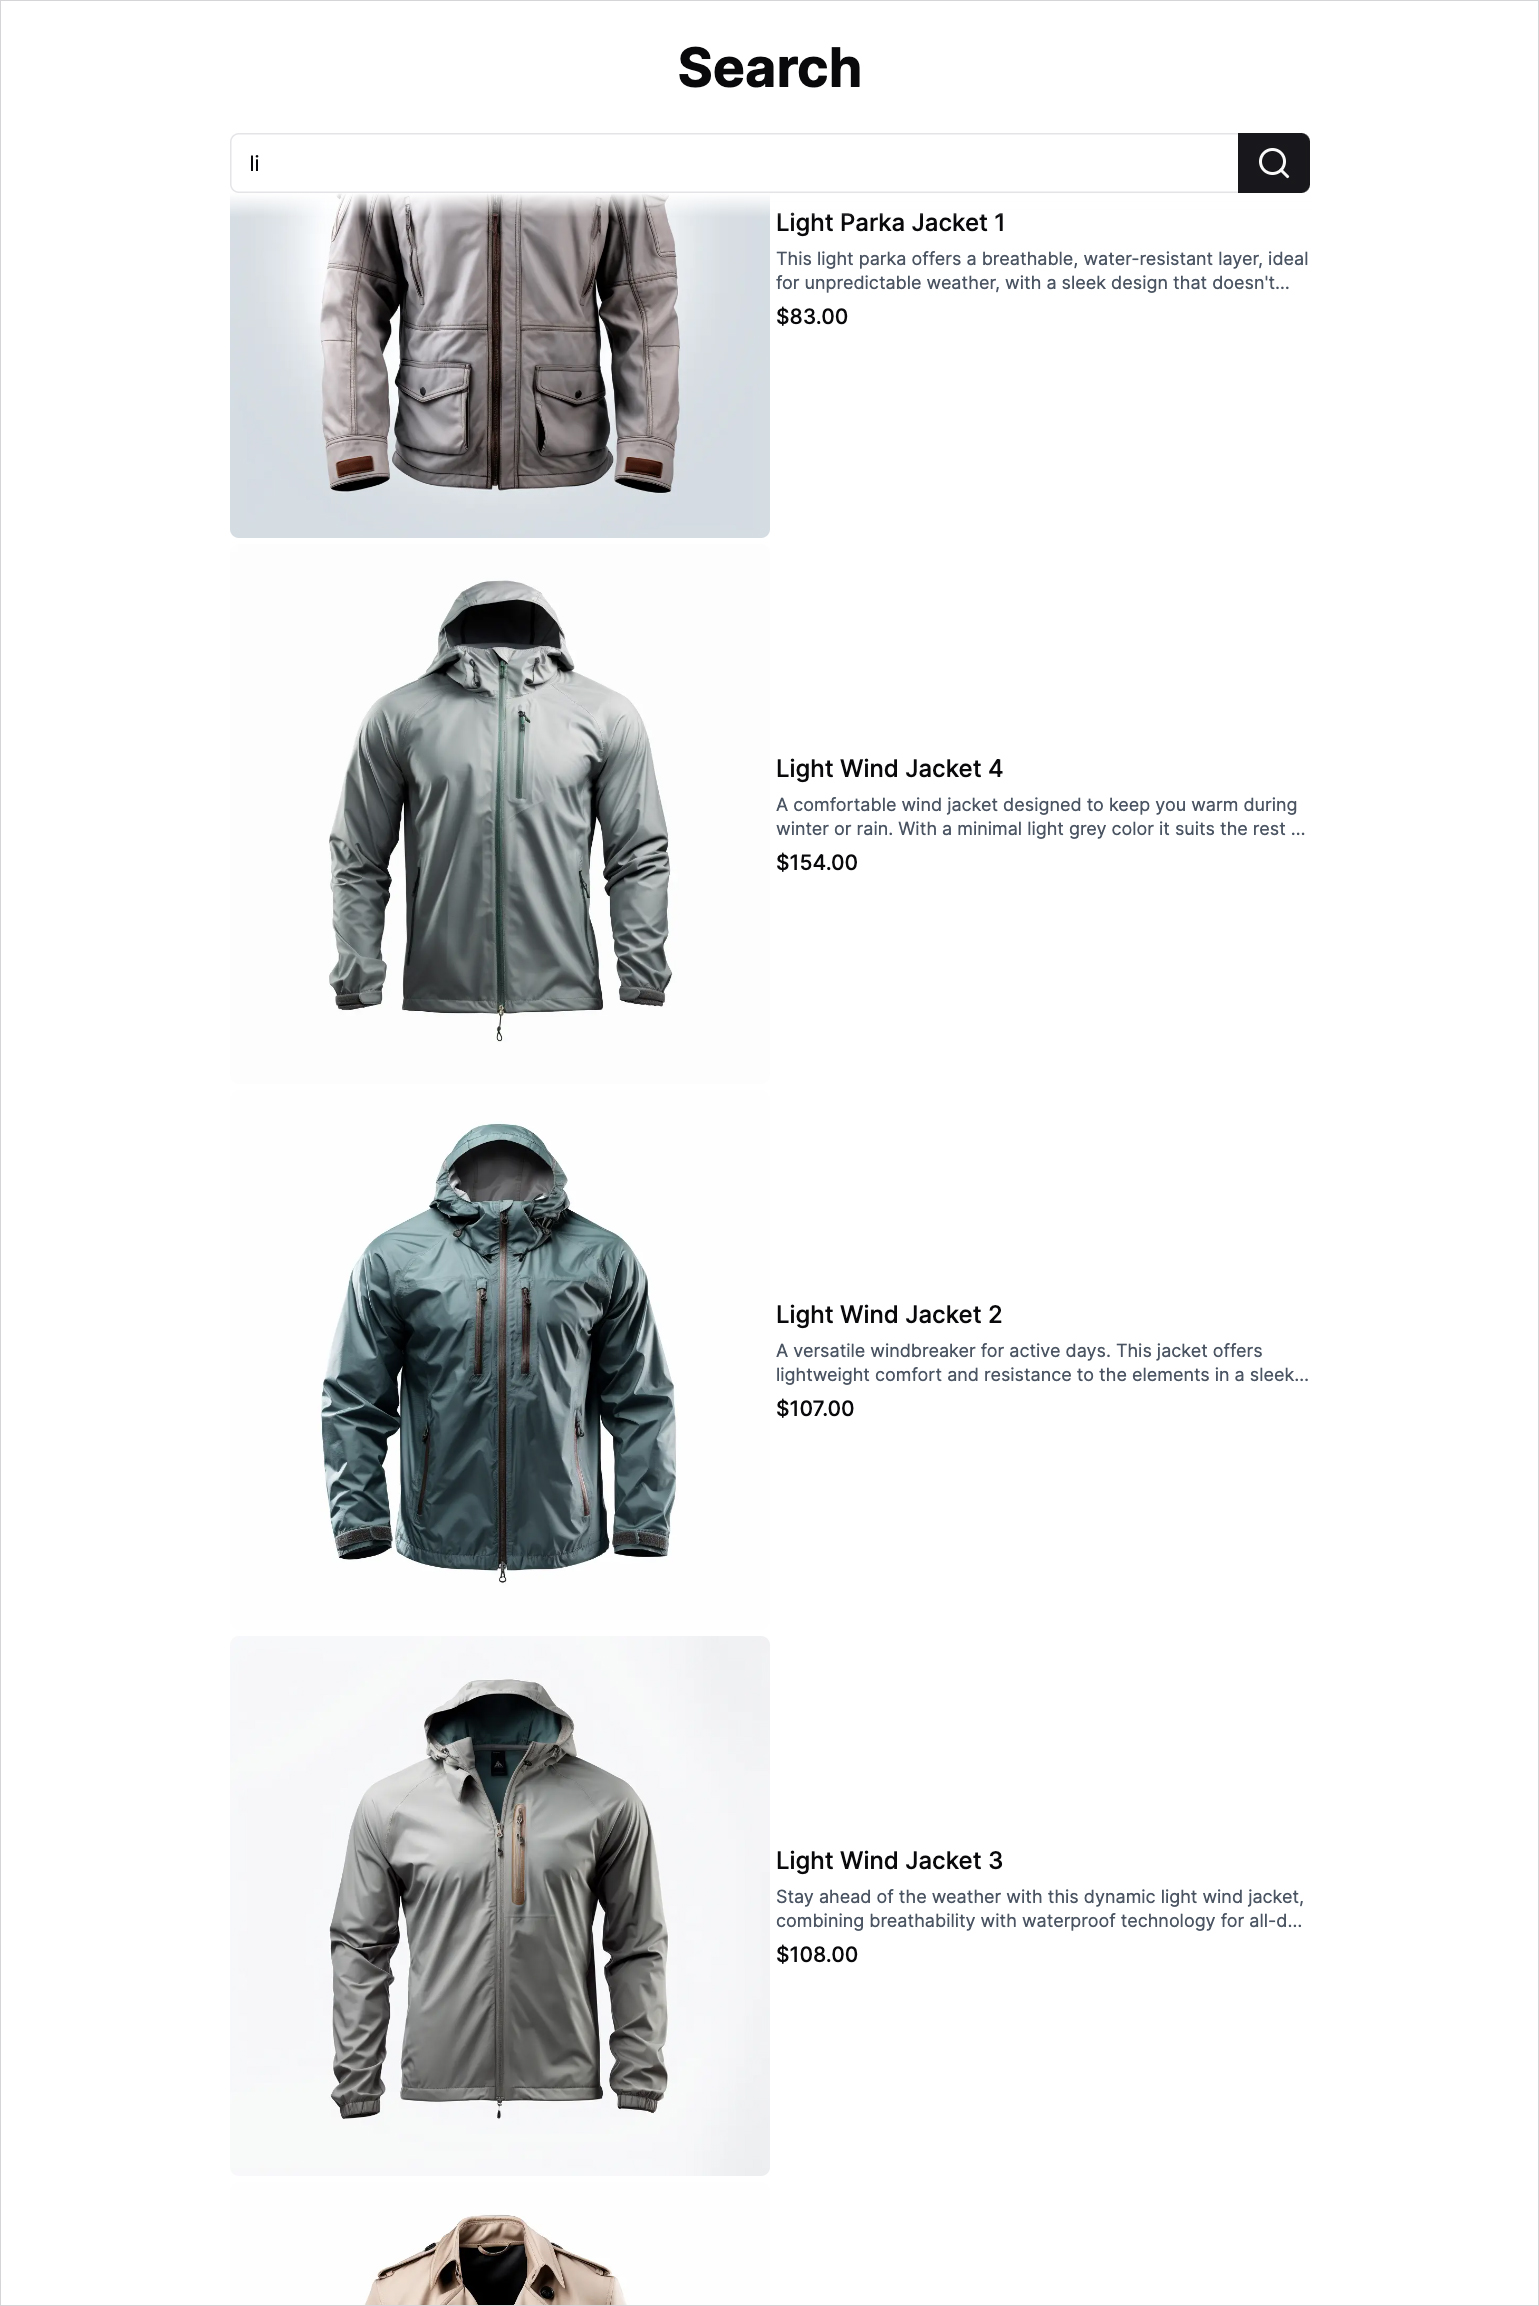 Search
li
Light Parka Jacket 1
This light parka offers a breathable, water-resistant layer, ideal
for unpredictable weather, with a sleek design that doesn't...
$83.00
Light Wind Jacket 4
A comfortable wind jacket designed to keep you warm during
winter or rain. With a minimal light grey color it suits the rest ...
$154.00
Light Wind Jacket 2
A versatile windbreaker for active days. This jacket offers
lightweight comfort and resistance to the elements in a sleek...
$107.00
Light Wind Jacket 3
Stay ahead of the weather with this dynamic light wind jacket,
combining breathability with waterproof technology for all-d...
$108.00